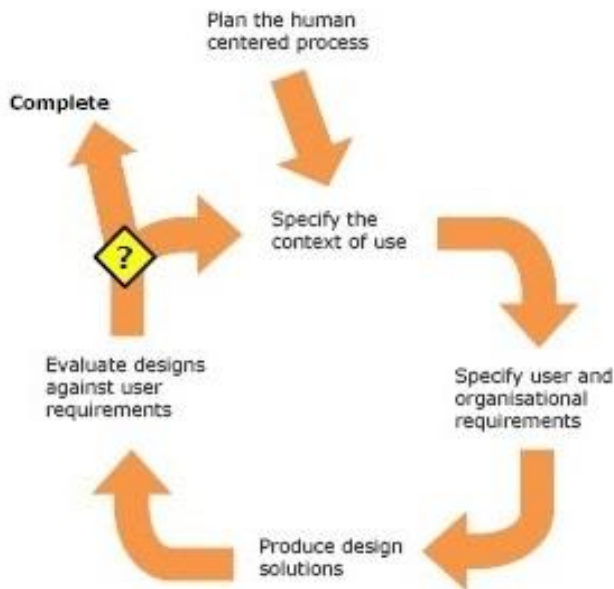 Plan the human
centered process
Complete
Specify the
context of use
?
Evaluate designs
against user
requirements
Specify user and
organisational
requirements
Produce design
solutions